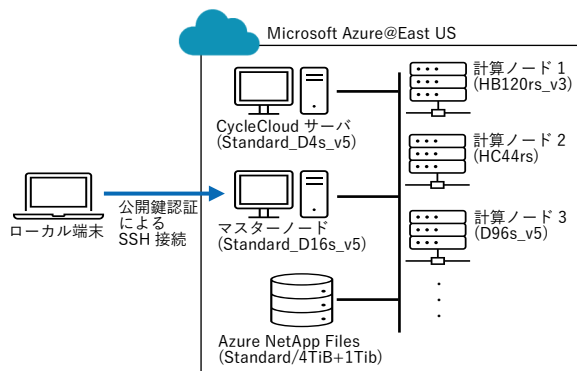 Microsoft Azure@East US
CycleCloud サーバ
(Standard_D4s_v5)
計算ノード 1
(HB120rs_v3)
計算ノード 2
(HC44rs)
ローカル端末
公開鍵認証
による
SSH 接続
マスターノード
(Standard_D16s_v5)
計算ノード 3
(D96s_v5)
Azure NetApp Files
(Standard/4TiB+1Tib)